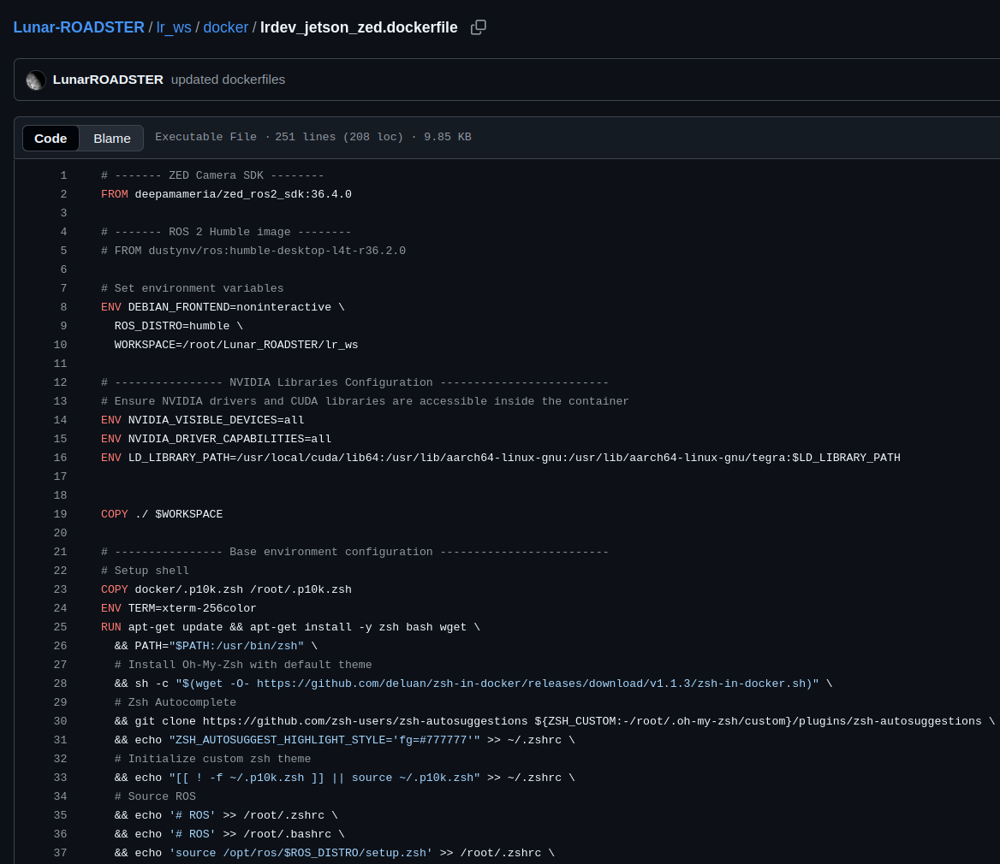 Lunar-ROADSTER / lr_ws / docker / lrdev_jetson_zed.dockerfile
LunarROADSTER updated dockerfiles
Code Blame Executable File · 251 lines (208 loc) · 9.85 KB
1 # ------- ZED Camera SDK --------
2 FROM deepamameria/zed_ros2_sdk:36.4.0
3
4 # ------- ROS 2 Humble image --------
5 # FROM dustynv/ros:humble-desktop-l4t-r36.2.0
6
7 # Set environment variables
8 ENV DEBIAN_FRONTEND=noninteractive \
9   ROS_DISTRO=humble \
10   WORKSPACE=/root/Lunar_ROADSTER/lr_ws
11
12 # ---------------- NVIDIA Libraries Configuration -------------------------
13 # Ensure NVIDIA drivers and CUDA libraries are accessible inside the container
14 ENV NVIDIA_VISIBLE_DEVICES=all
15 ENV NVIDIA_DRIVER_CAPABILITIES=all
16 ENV LD_LIBRARY_PATH=/usr/local/cuda/lib64:/usr/lib/aarch64-linux-gnu:/usr/lib/aarch64-linux-gnu/tegra:$LD_LIBRARY_PATH
17
18
19 COPY ./ $WORKSPACE
20
21 # ---------------- Base environment configuration -------------------------
22 # Setup shell
23 COPY docker/.p10k.zsh /root/.p10k.zsh
24 ENV TERM=xterm-256color
25 RUN apt-get update && apt-get install -y zsh bash wget \
26   && PATH="$PATH:/usr/bin/zsh" \
27   # Install Oh-My-Zsh with default theme
28   && sh -c "$(wget -O- https://github.com/deluan/zsh-in-docker/releases/download/v1.1.3/zsh-in-docker.sh)" \
29   # Zsh Autocomplete
30   && git clone https://github.com/zsh-users/zsh-autosuggestions ${ZSH_CUSTOM:-/root/.oh-my-zsh/custom}/plugins/zsh-autosuggestions \
31   && echo "ZSH_AUTOSUGGEST_HIGHLIGHT_STYLE='fg=#777777'" >> ~/.zshrc \
32   # Initialize custom zsh theme
33   && echo "[[ ! -f ~/.p10k.zsh ]] || source ~/.p10k.zsh" >> ~/.zshrc \
34   # Source ROS
35   && echo '# ROS' >> /root/.zshrc \
36   && echo '# ROS' >> /root/.bashrc \
37   && echo 'source /opt/ros/$ROS_DISTRO/setup.zsh' >> /root/.zshrc \